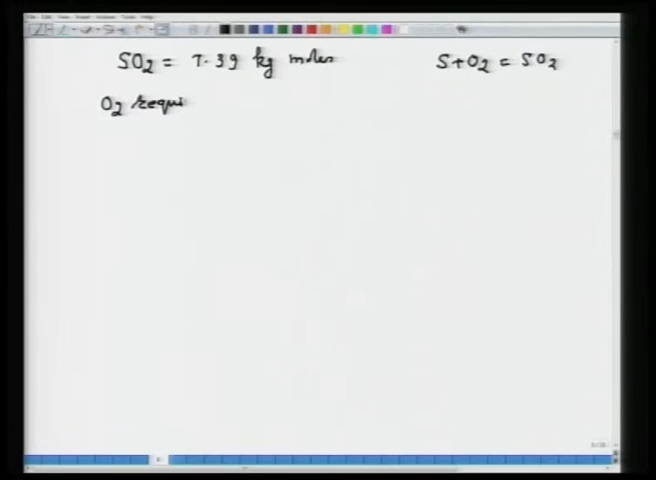 SO2 = 7.39 kg moles S+O2 = SO2
O2 requi